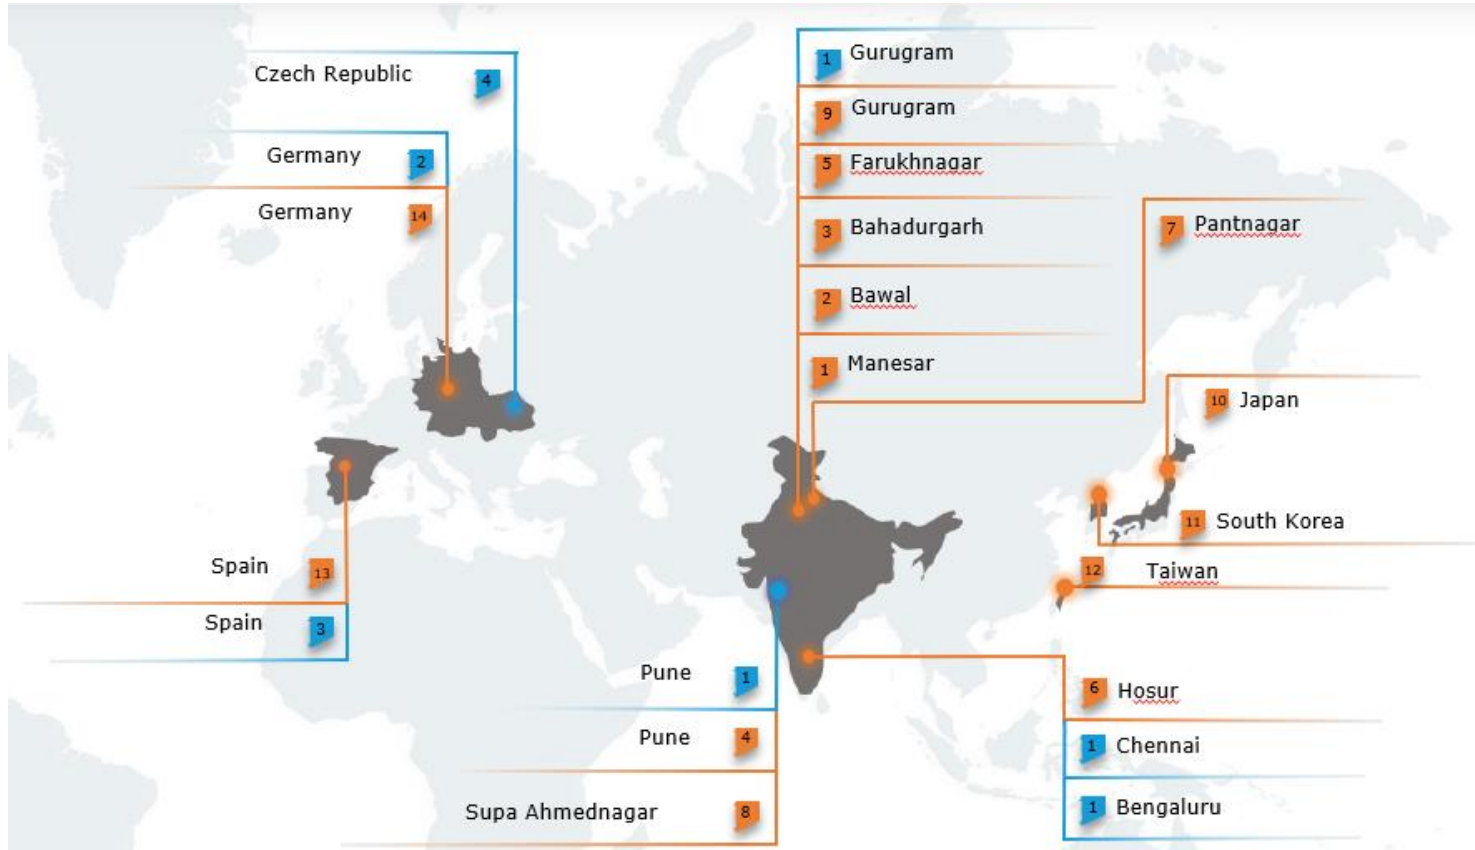 Czech Republic 4
Germany 2
Germany 14
Spain 13
Spain 3
Pune 1
Pune 4
Supa Ahmednagar 8
1 Gurugram
9 Gurugram
5 Farukhnagar
3 Bahadurgarh
2 Bawal
1 Manesar
7 Pantnagar
10 Japan
11 South Korea
12 Taiwan
6 Hosur
1 Chennai
1 Bengaluru